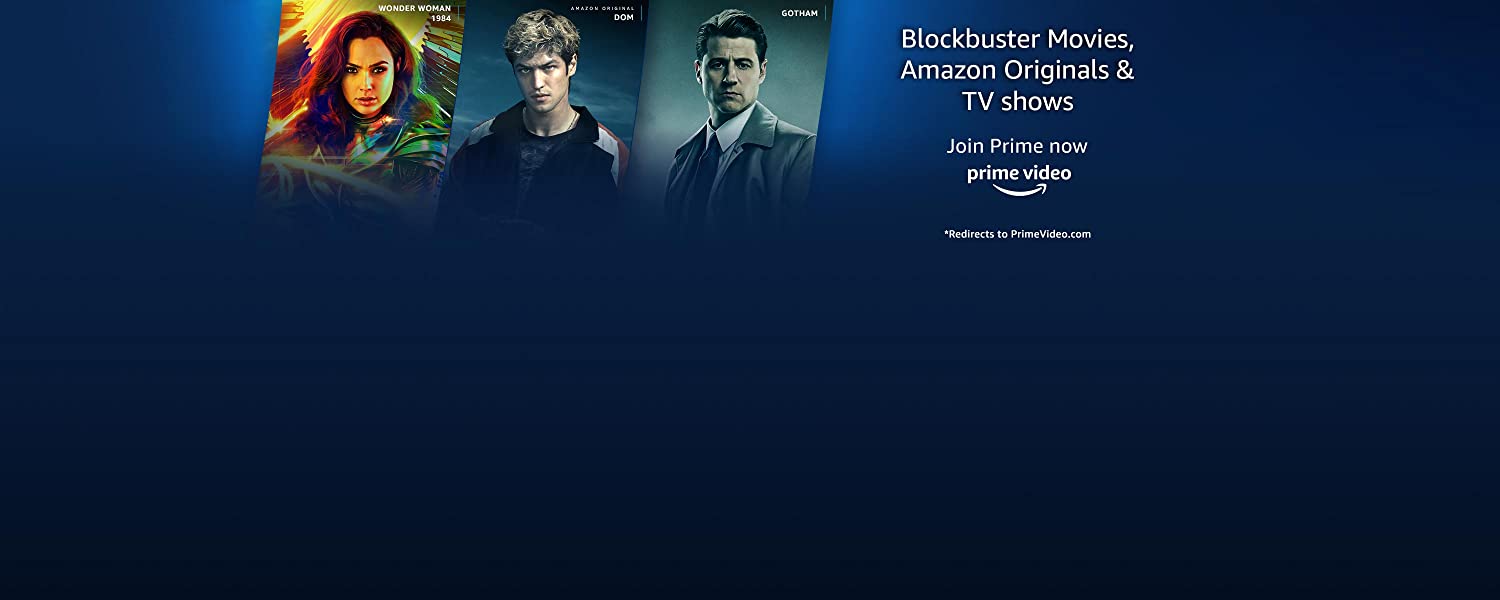 WONDER WOMAN
1984
AMAZON ORIGINAL
DOM
GOTHAM
Blockbuster Movies,
Amazon Originals &
TV shows
Join Prime now
prime video
*Redirects to PrimeVideo.com